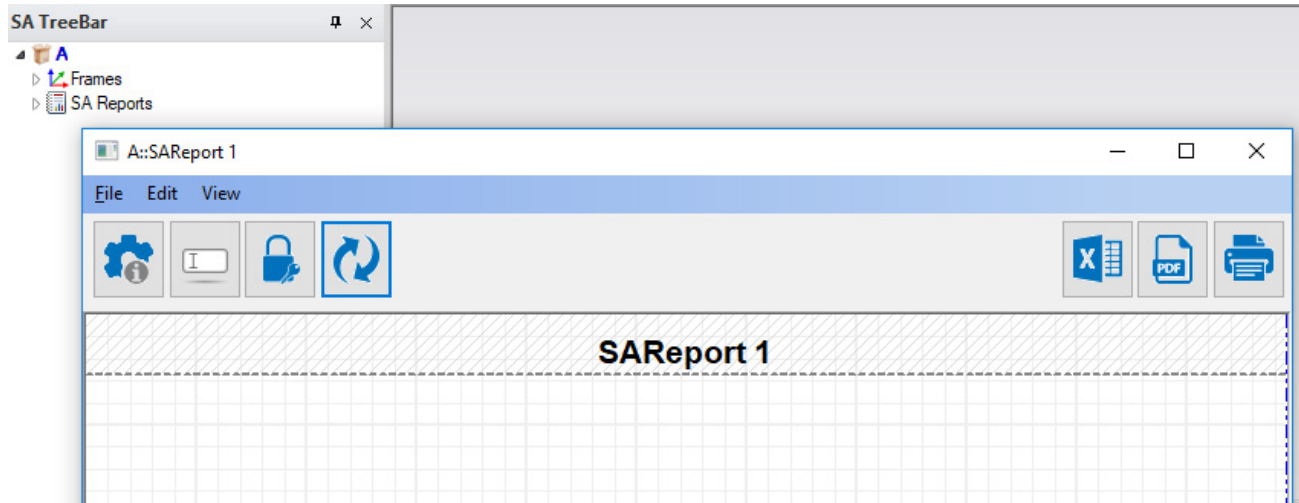 SA TreeBar
A
Frames
SA Reports
A::SAReport 1
File Edit View
I
X
PDF
SAReport 1